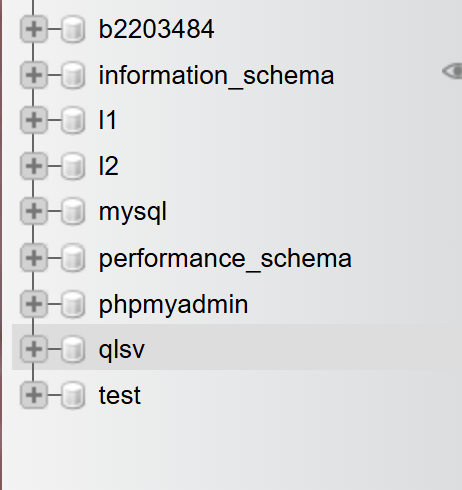 b2203484
information_schema
l1
l2
mysql
performance_schema
phpmyadmin
qlsv
test